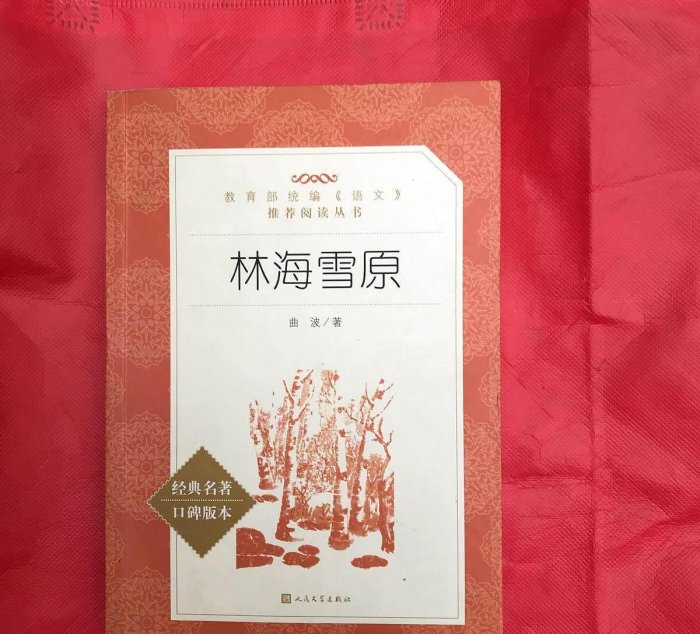 教育部统编《语文》
推荐阅读丛书
林海雪原
曲 波/著
经典名著
口碑版本
人民文学出版社